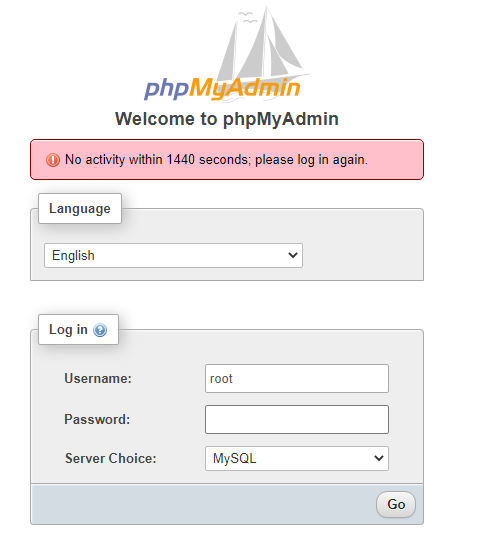 phpMyAdmin
Welcome to phpMyAdmin
No activity within 1440 seconds; please log in again.
Language
English
Log in
Username:
root
Password:
Server Choice:
MySQL
Go